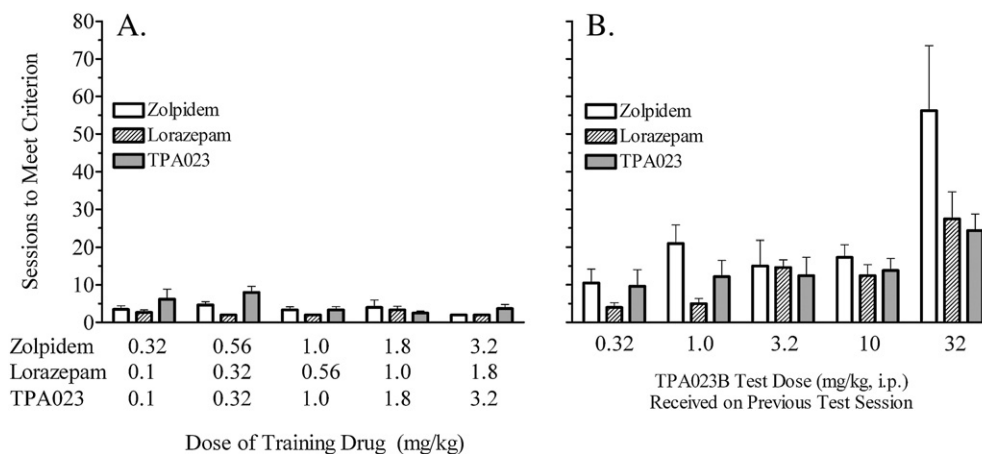 A.
Sessions to Meet Criterion
80
70
60
50
40
30
20
10
0
Zolpidem
Lorazepam
TPA023
Zolpidem 0.32 0.56 1.0 1.8 3.2
Lorazepam 0.1 0.32 0.56 1.0 1.8
TPA023 0.1 0.32 1.0 1.8 3.2
Dose of Training Drug (mg/kg)
B.
Zolpidem
Lorazepam
TPA023
0.32 1.0 3.2 10 32
TPA023B Test Dose (mg/kg, i.p.)
Received on Previous Test Session